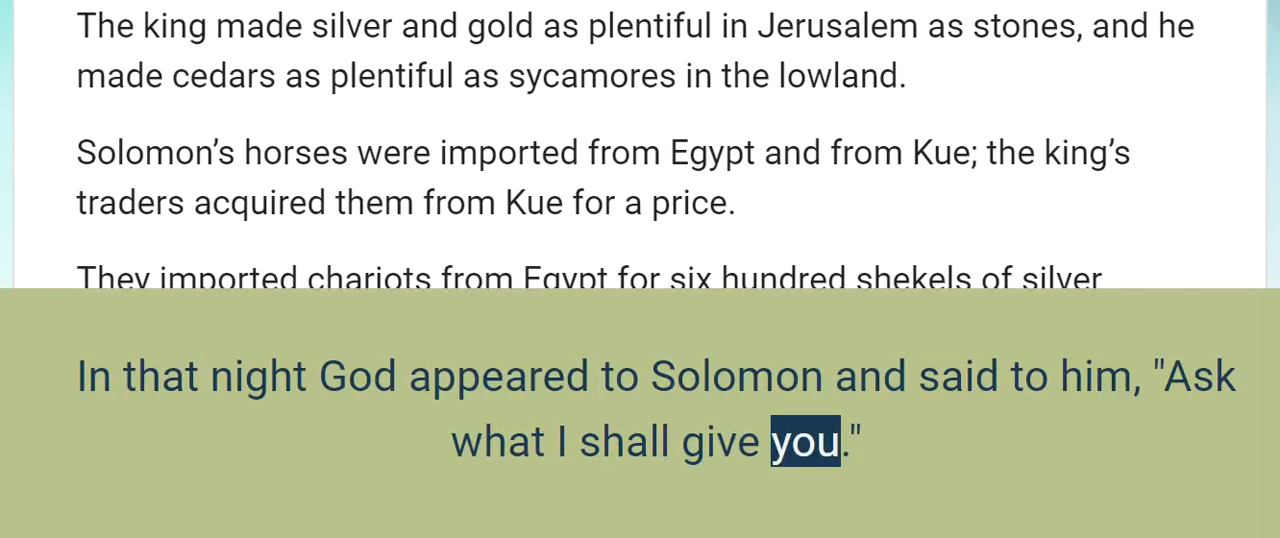 The king made silver and gold as plentiful in Jerusalem as stones, and he
made cedars as plentiful as sycamores in the lowland.
Solomon’s horses were imported from Egypt and from Kue; the king’s
traders acquired them from Kue for a price.
They imported chariots from Egypt for six hundred shekels of silver
In that night God appeared to Solomon and said to him, "Ask
what I shall give you."